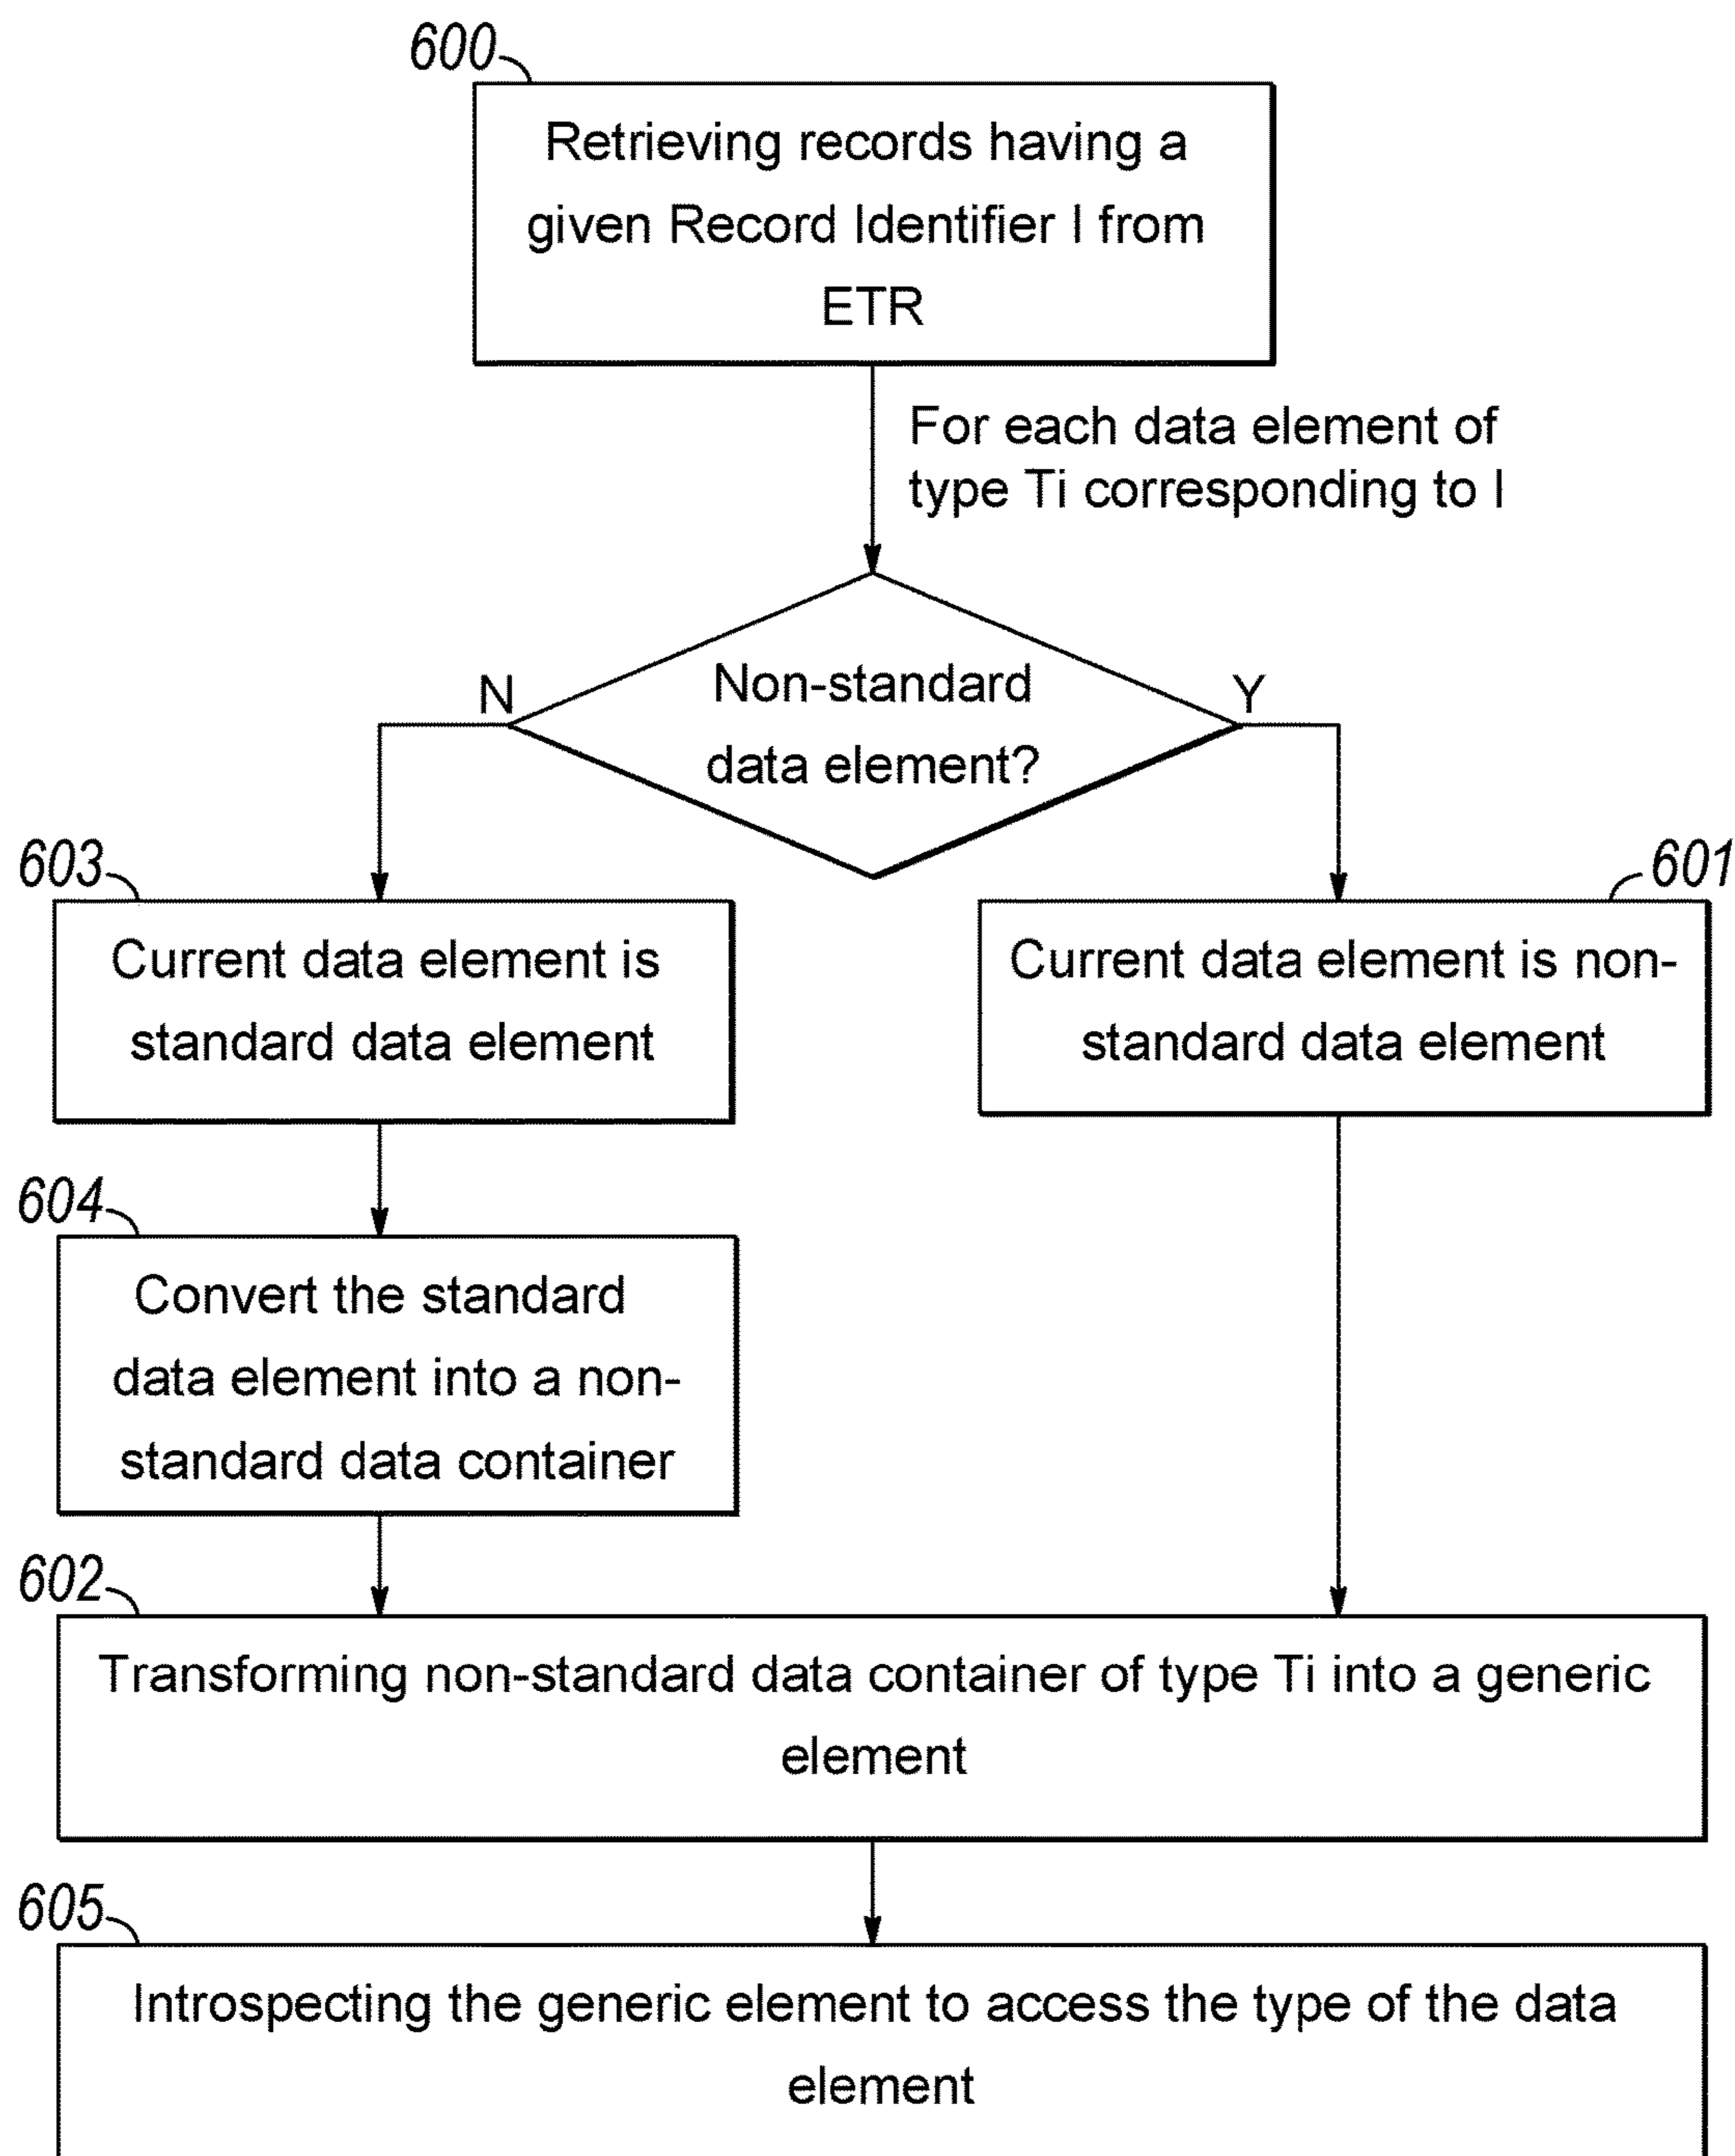 600
Retrieving records having a
given Record Identifier I from
ETR
For each data element of
type Ti corresponding to I
Non-standard
data element?
N
Y
603
Current data element is
standard data element
601
Current data element is non-
standard data element
604
Convert the standard
data element into a non-
standard data container
602
Transforming non-standard data container of type Ti into a generic
element
605
Introspecting the generic element to access the type of the data
element